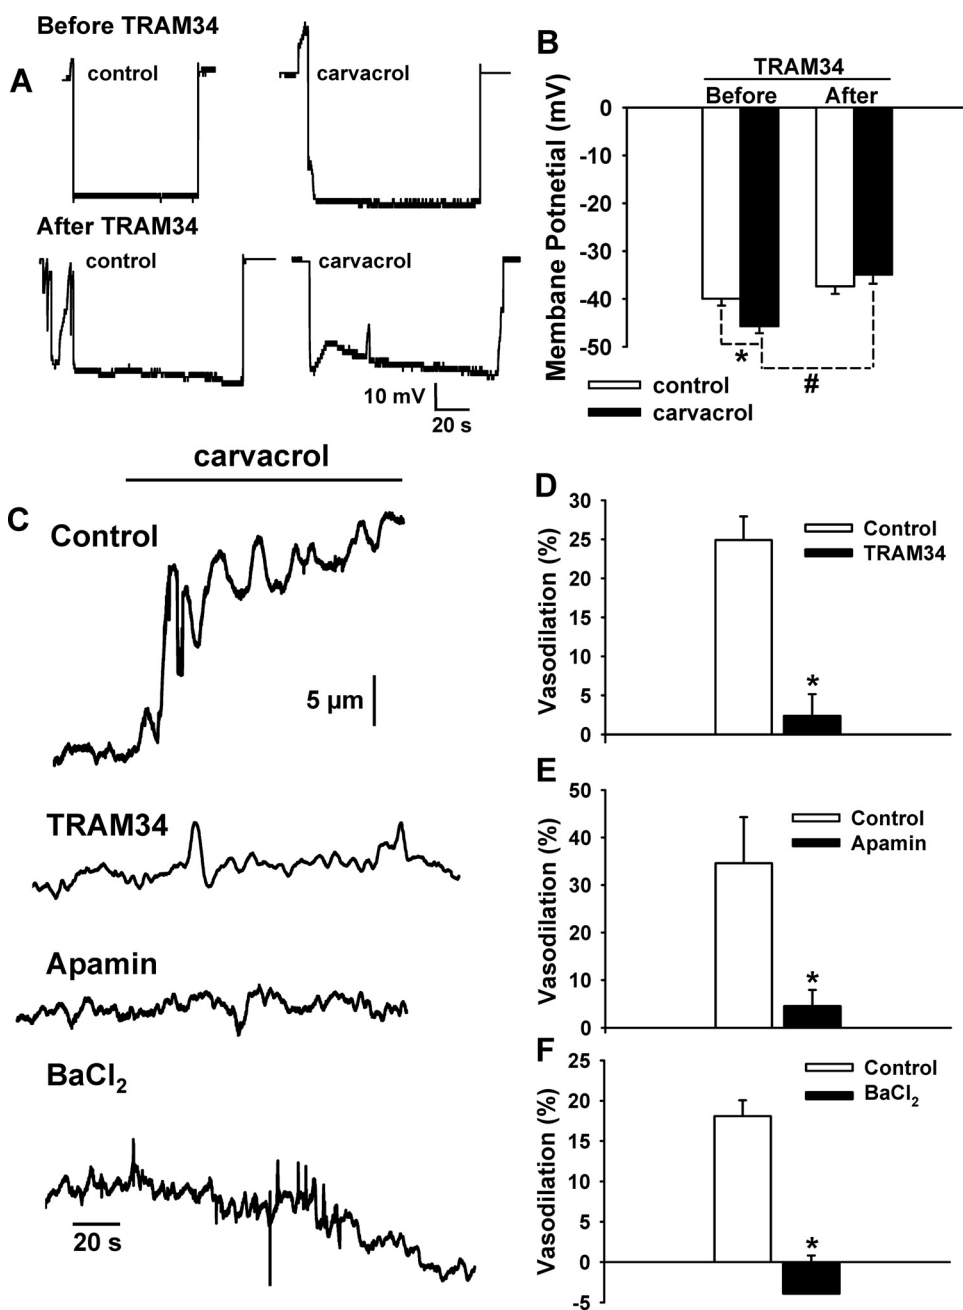 A
Before TRAM34
control
carvacrol
After TRAM34
control
carvacrol
10 mV
20 s
B
TRAM34
Before
After
Membane Potnetial (mV)
0
-10
-20
-30
-40
-50
*
#
control
carvacrol
C
carvacrol
Control
5 µm
TRAM34
Apamin
BaCl₂
20 s
D
Vasodilation (%)
30
25
20
15
10
5
0
Control
TRAM34
*
E
Vasodilation (%)
50
40
30
20
10
0
Control
Apamin
*
F
Vasodilation (%)
25
20
15
10
5
0
-5
Control
BaCl₂
*